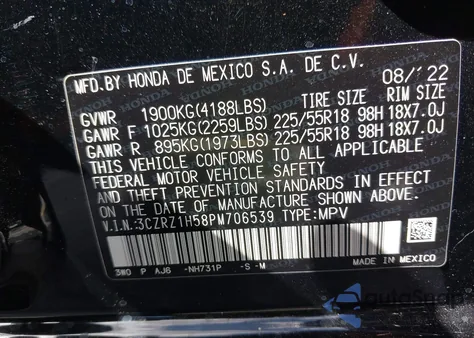 MFD.BY HONDA DE MEXICO S.A. DE C.V. 08/'22
GVWR 1900KG(4188LBS) TIRE SIZE RIM SIZE
GAWR F 1025KG(2259LBS) 225/55R18 98H 18X7.0J
GAWR R 895KG(1973LBS) 225/55R18 98H 18X7.0J
THIS VEHICLE CONFORMS TO ALL APPLICABLE
FEDERAL MOTOR VEHICLE SAFETY
AND THEFT PREVENTION STANDARDS IN EFFECT
ON THE DATE OF MANUFACTURE SHOWN ABOVE.
V.I.N.:3CZRZ1H58PM706539 TYPE:MPV
3W0 P AJ6 -NH731P -S -M MADE IN MEXICO